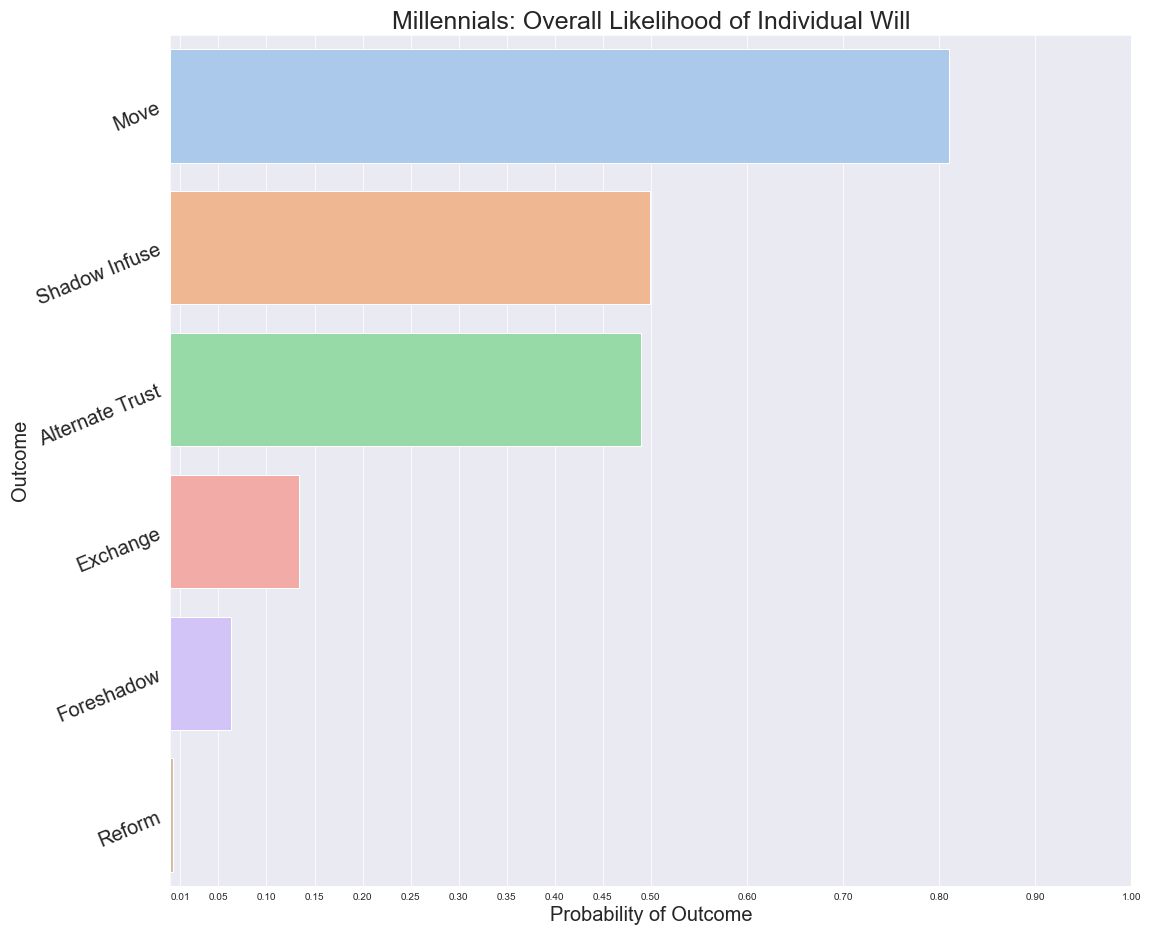 Millennials: Overall Likelihood of Individual Will
Move
Shadow Infuse
Alternate Trust
Exchange
Foreshadow
Reform
Outcome
0.01 0.05 0.10 0.15 0.20 0.25 0.30 0.35 0.40 0.45 0.50 0.60 0.70 0.80 0.90 1.00
Probability of Outcome